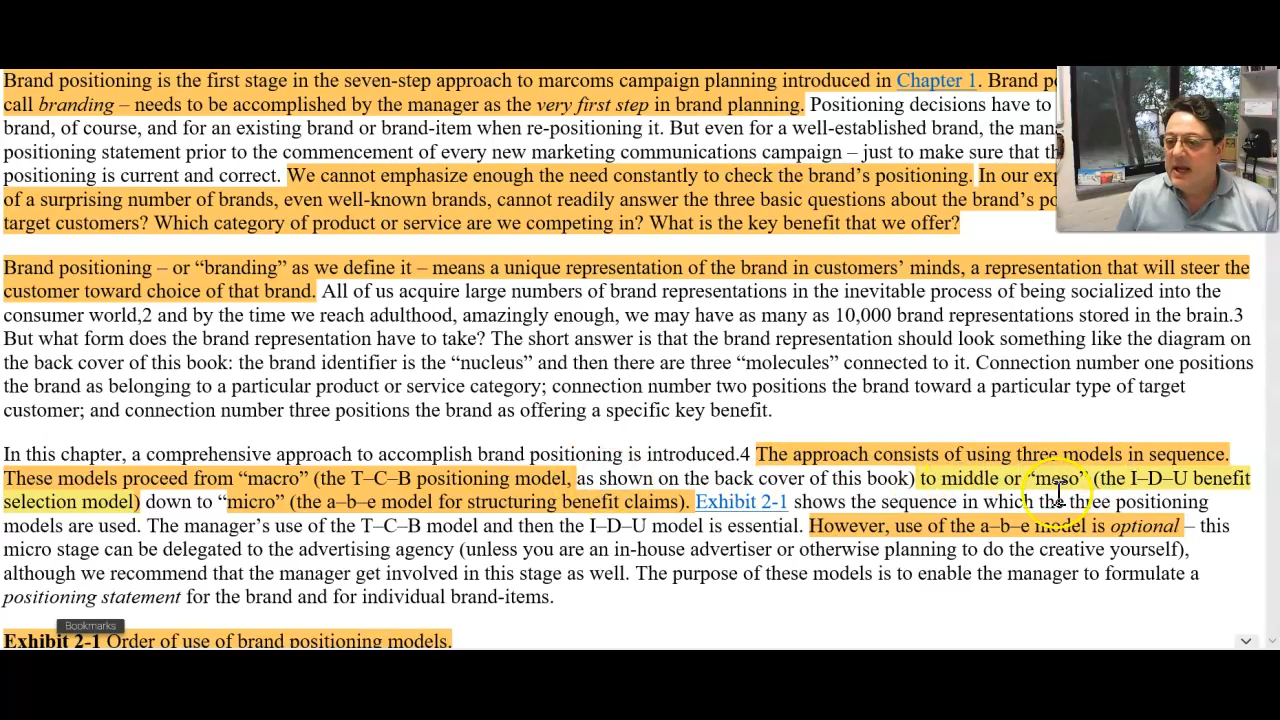 Brand positioning is the first stage in the seven-step approach to marcoms campaign planning introduced in Chapter 1. Brand
call branding – needs to be accomplished by the manager as the very first step in brand planning. Positioning decisions have to
brand, of course, and for an existing brand or brand-item when re-positioning it. But even for a well-established brand, the
positioning statement prior to the commencement of every new marketing communications campaign – just to make sure that
positioning is current and correct. We cannot emphasize enough the need constantly to check the brand’s positioning. In our
of a surprising number of brands, even well-known brands, cannot readily answer the three basic questions about the brand’s
target customers? Which category of product or service are we competing in? What is the key benefit that we offer?
Brand positioning – or “branding” as we define it – means a unique representation of the brand in customers’ minds, a representation that will steer the
customer toward choice of that brand. All of us acquire large numbers of brand representations in the inevitable process of being socialized into the
consumer world,2 and by the time we reach adulthood, amazingly enough, we may have as many as 10,000 brand representations stored in the brain.3
But what form does the brand representation have to take? The short answer is that the brand representation should look something like the diagram on
the back cover of this book: the brand identifier is the “nucleus” and then there are three “molecules” connected to it. Connection number one positions
the brand as belonging to a particular product or service category; connection number two positions the brand toward a particular type of target
customer; and connection number three positions the brand as offering a specific key benefit.
In this chapter, a comprehensive approach to accomplish brand positioning is introduced.4 The approach consists of using three models in sequence.
These models proceed from “macro” (the T–C–B positioning model, as shown on the back cover of this book) to middle or “meso” (the I–D–U benefit
selection model) down to “micro” (the a–b–e model for structuring benefit claims). Exhibit 2-1 shows the sequence in which the three positioning
models are used. The manager’s use of the T–C–B model and then the I–D–U model is essential. However, use of the a–b–e model is optional – this
micro stage can be delegated to the advertising agency (unless you are an in-house advertiser or otherwise planning to do the creative yourself),
although we recommend that the manager get involved in this stage as well. The purpose of these models is to enable the manager to formulate a
positioning statement for the brand and for individual brand-items.
Bookmarks
Exhibit 2-1 Order of use of brand positioning models.